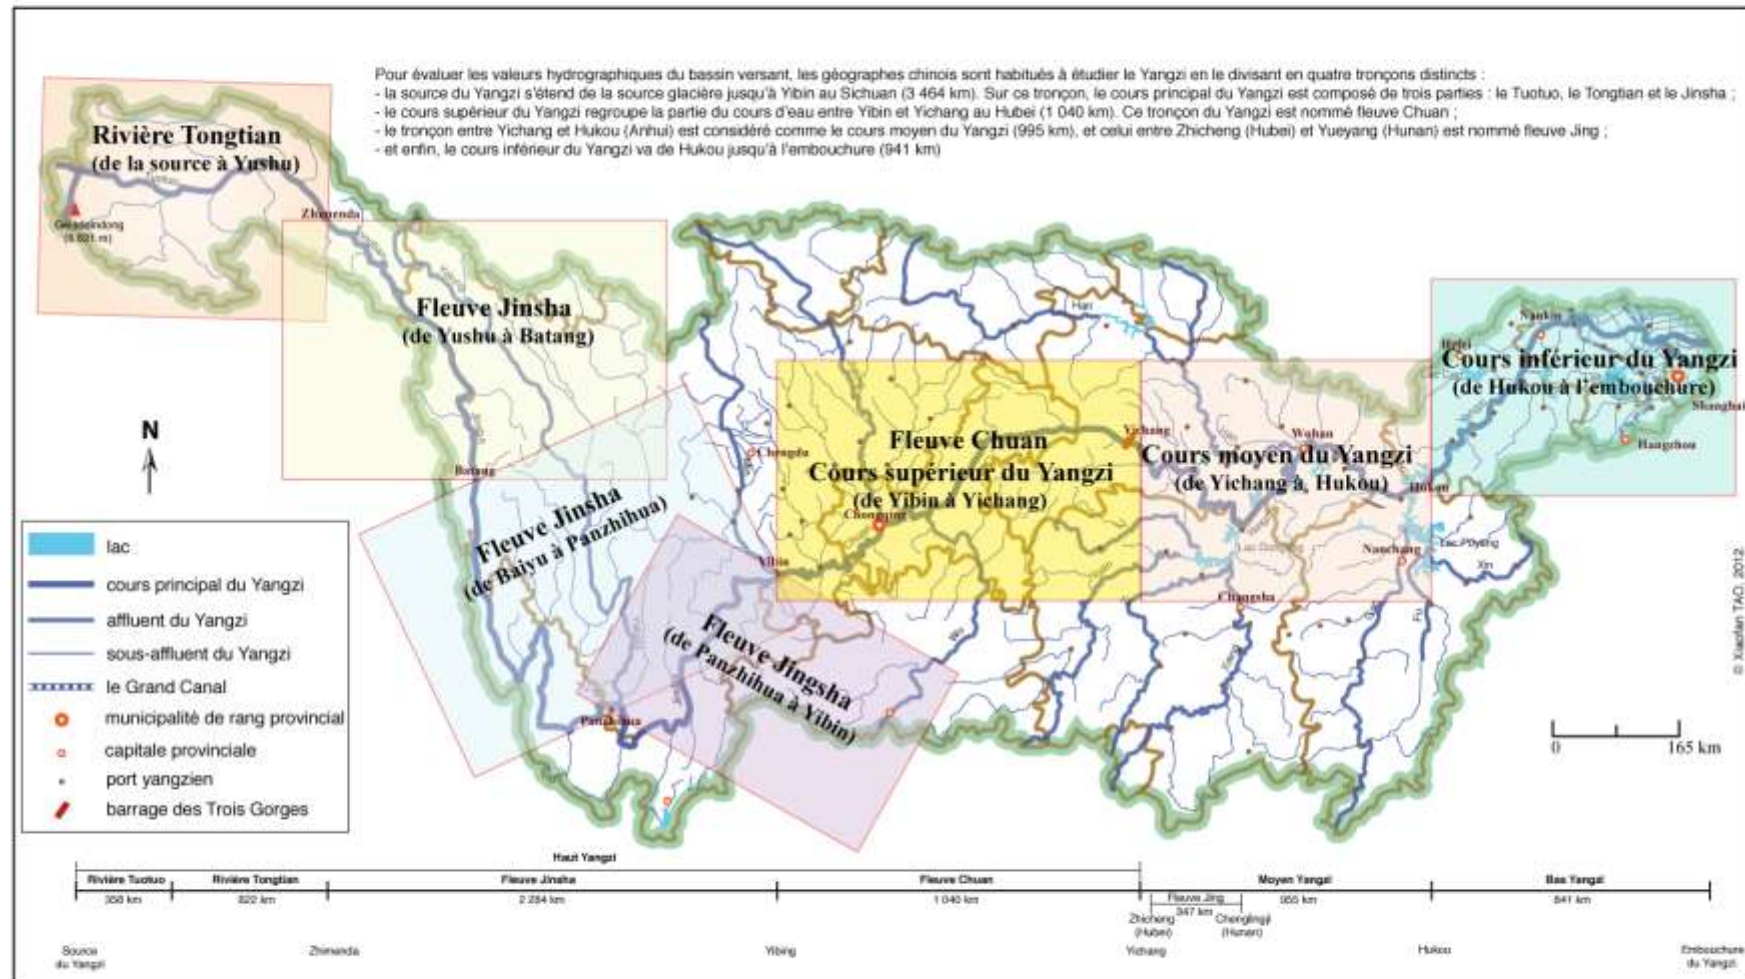 Pour évaluer les valeurs hydrographiques du bassin versant, les géographes chinois sont habitués à étudier le Yangzi en le divisant en quatre tronçons distincts :
- la source du Yangzi s'étend de la source glacière jusqu'à Yibin au Sichuan (3 464 km). Sur ce tronçon, le cours principal du Yangzi est composé de trois parties : le Tuotuo, le Tongtian et le Jinsha ;
- le cours supérieur du Yangzi regroupe la partie du cours d'eau entre Yibin et Yichang au Hubei (1 040 km). Ce tronçon du Yangzi est nommé fleuve Chuan ;
- le tronçon entre Yichang et Hukou (Anhui) est considéré comme le cours moyen du Yangzi (995 km), et celui entre Zhicheng (Hubei) et Yueyang (Hunan) est nommé fleuve Jing ;
- et enfin, le cours inférieur du Yangzi va de Hukou jusqu'à l'embouchure (941 km)
Rivière Tongtian
(de la source à Yushu)
(6.621 m)
Zhimenda
Fleuve Jinsha
(de Yushu à Batang)
Batang
Han
Nankin
Hefei
Cours inférieur du Yangzi
(de Hukou à l'embouchure)
Shanghai
Hangzhou
N
Chengdu
Fleuve Chuan
Cours supérieur du Yangzi
(de Yibin à Yichang)
Chongqing
Yichang
Wuhan
Cours moyen du Yangzi
(de Yichang à Hukou)
Hukou
Fleuve Jinsha
(de Baiyu à Panzhihua)
Yibin
Nanchang
Lac Poyang
Xin
Changsha
Fu
Wu
Fleuve Jingsha
(de Panzhihua à Yibin)
Panzhihua
lac
cours principal du Yangzi
affluent du Yangzi
sous-affluent du Yangzi
le Grand Canal
municipalité de rang provincial
capitale provinciale
port yangzien
barrage des Trois Gorges
0 165 km
© Xiaofan TAO, 2012.
Haut Yangzi
Rivière Tuotuo Rivière Tongtian Fleuve Jinsha Fleuve Chuan Moyen Yangzi Bas Yangzi
358 km 822 km 2 284 km 1 040 km Fleuve Jing 955 km 941 km
347 km
Zhicheng (Hubei) Chenglingji (Hunan)
Source du Yangzi Zhimenda Yibing Yichang Hukou Embouchure du Yangzi